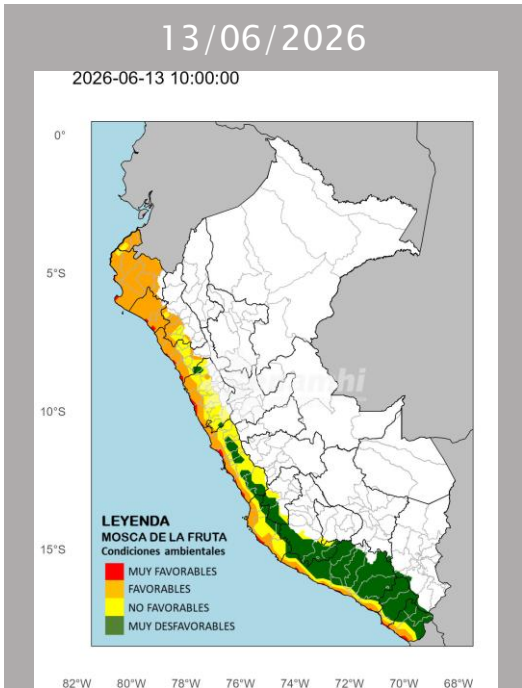 13/06/2026
2026-06-13 10:00:00
0°
5°S
10°S
15°S
LEYENDA
MOSCA DE LA FRUTA
Condiciones ambientales
MUY FAVORABLES
FAVORABLES
NO FAVORABLES
MUY DESFAVORABLES
82°W 80°W 78°W 76°W 74°W 72°W 70°W 68°W